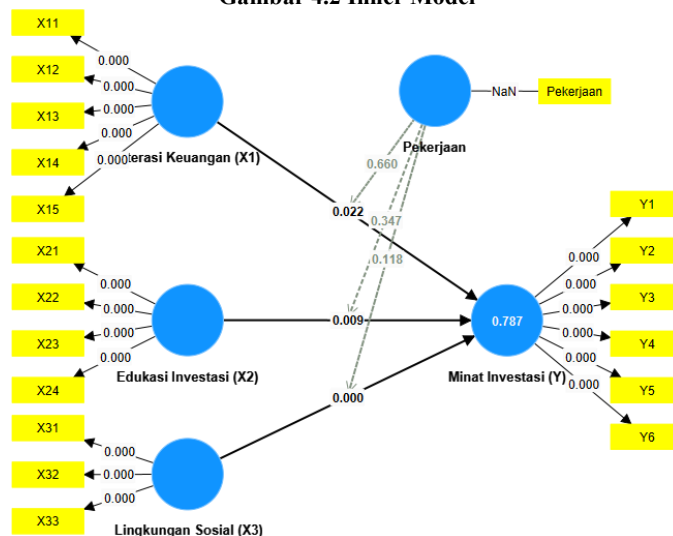 Gambar 4.2 Inner Model
X11
X12
X13
X14
X15
0.000
0.000
0.000
0.000
0.000
terasi Keuangan (X1)
Pekerjaan
NaN
Pekerjaan
0.660
0.347
0.118
0.022
0.009
0.000
X21
X22
X23
X24
0.000
0.000
0.000
0.000
Edukasi Investasi (X2)
X31
X32
X33
0.000
0.000
0.000
Lingkungan Sosial (X3)
0.787
Minat Investasi (Y)
Y1
Y2
Y3
Y4
Y5
Y6
0.000
0.000
0.000
0.000
0.000
0.000